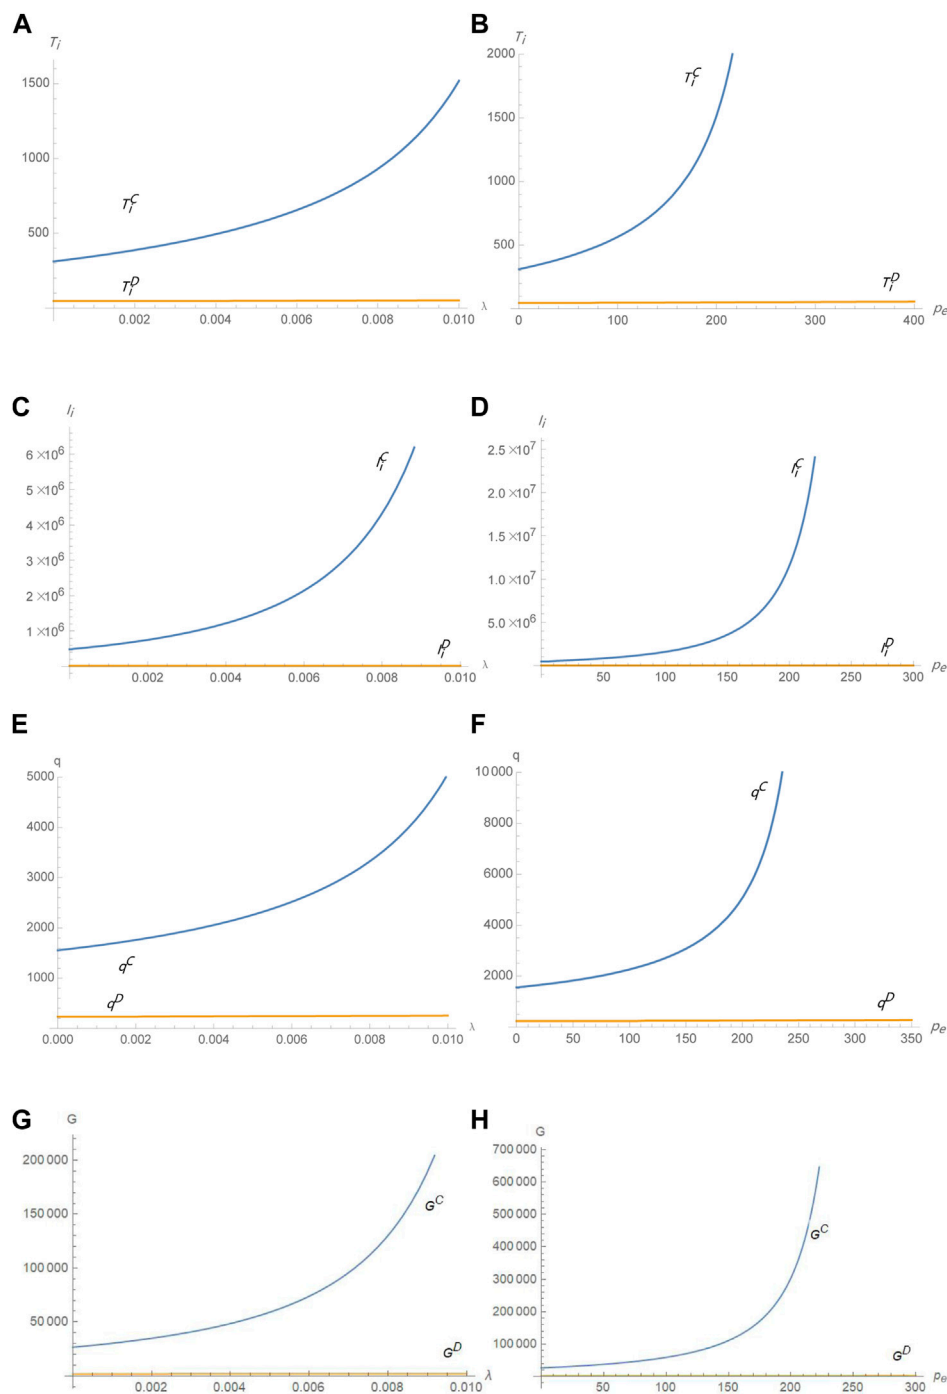 A
T_i
1500
1000
500
T_i^C
T_i^D
0.002 0.004 0.006 0.008 0.010 λ
B
T_i
2000
1500
1000
500
T_i^C
T_i^D
0 100 200 300 400 p_e
C
I_i
6 ×10^6
5 ×10^6
4 ×10^6
3 ×10^6
2 ×10^6
1 ×10^6
I_i^C
I_i^D
0.002 0.004 0.006 0.008 0.010 λ
D
I_i
2.5×10^7
2.0×10^7
1.5×10^7
1.0×10^7
5.0×10^6
I_i^C
I_i^D
50 100 150 200 250 300 p_e
E
q
5000
4000
3000
2000
1000
q^C
q^D
0.000 0.002 0.004 0.006 0.008 0.010 λ
F
q
10 000
8000
6000
4000
2000
q^C
q^D
0 50 100 150 200 250 300 350 p_e
G
G
200 000
150 000
100 000
50 000
G^C
G^D
0.002 0.004 0.006 0.008 0.010 λ
H
G
700 000
600 000
500 000
400 000
300 000
200 000
100 000
G^C
G^D
50 100 150 200 250 300 p_e